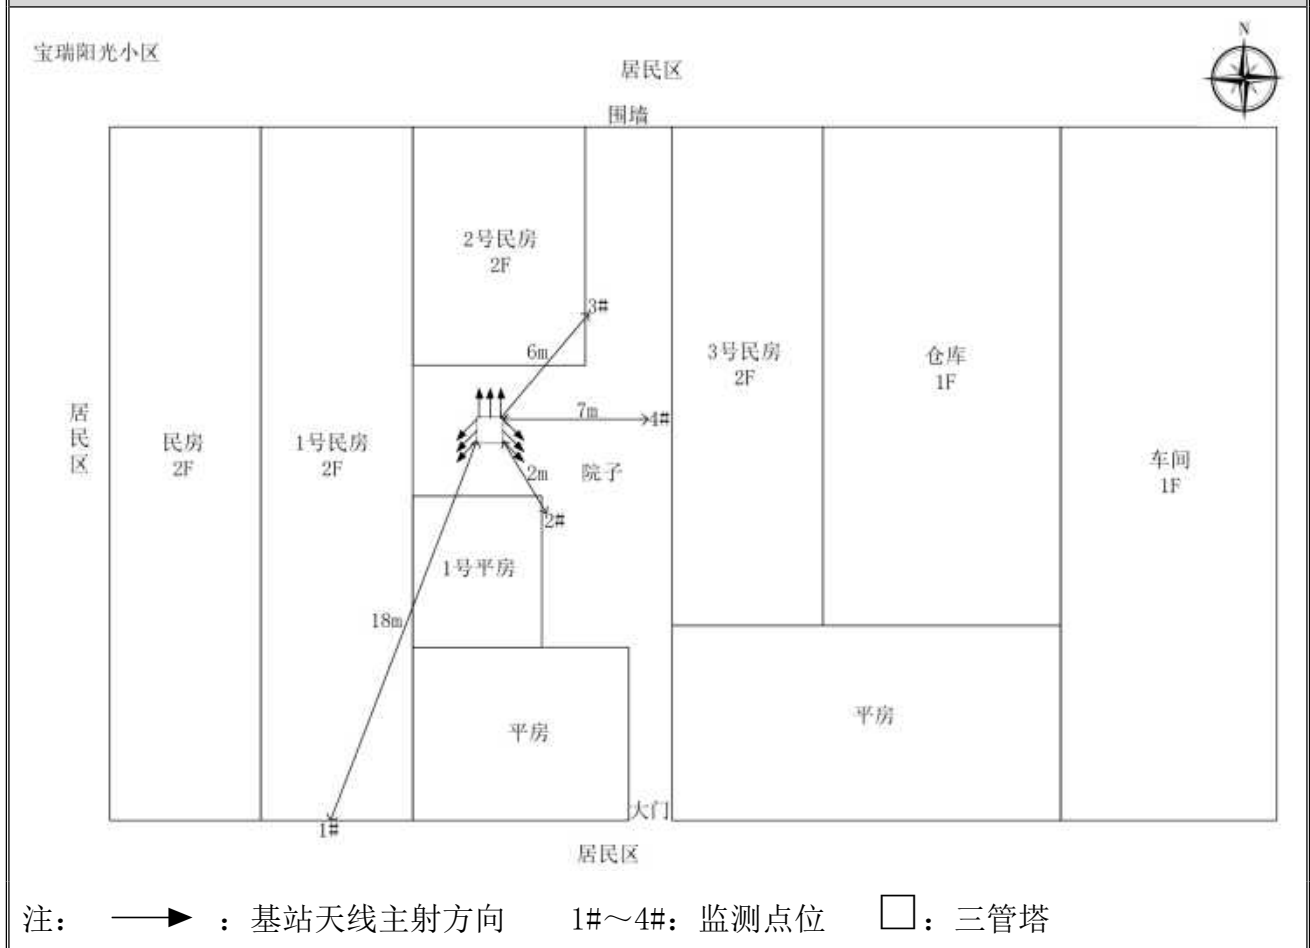 宝瑞阳光小区
N
居民区
围墙
2号民房
2F
3#
6m
3号民房
2F
仓库
1F
7m
4#
居民区
民房
2F
1号民房
2F
车间
1F
2m
院子
2#
1号平房
18m
平房
平房
大门
1#
居民区
注： ：基站天线主射方向 1#～4#：监测点位 ：三管塔